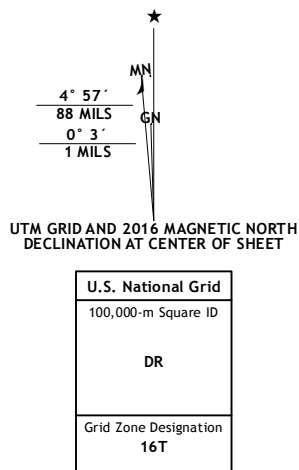 ★
MN
GN
4° 57´
88 MILS
0° 3´
1 MILS
UTM GRID AND 2016 MAGNETIC NORTH
DECLINATION AT CENTER OF SHEET
U.S. National Grid
100,000-m Square ID
DR
Grid Zone Designation
16T